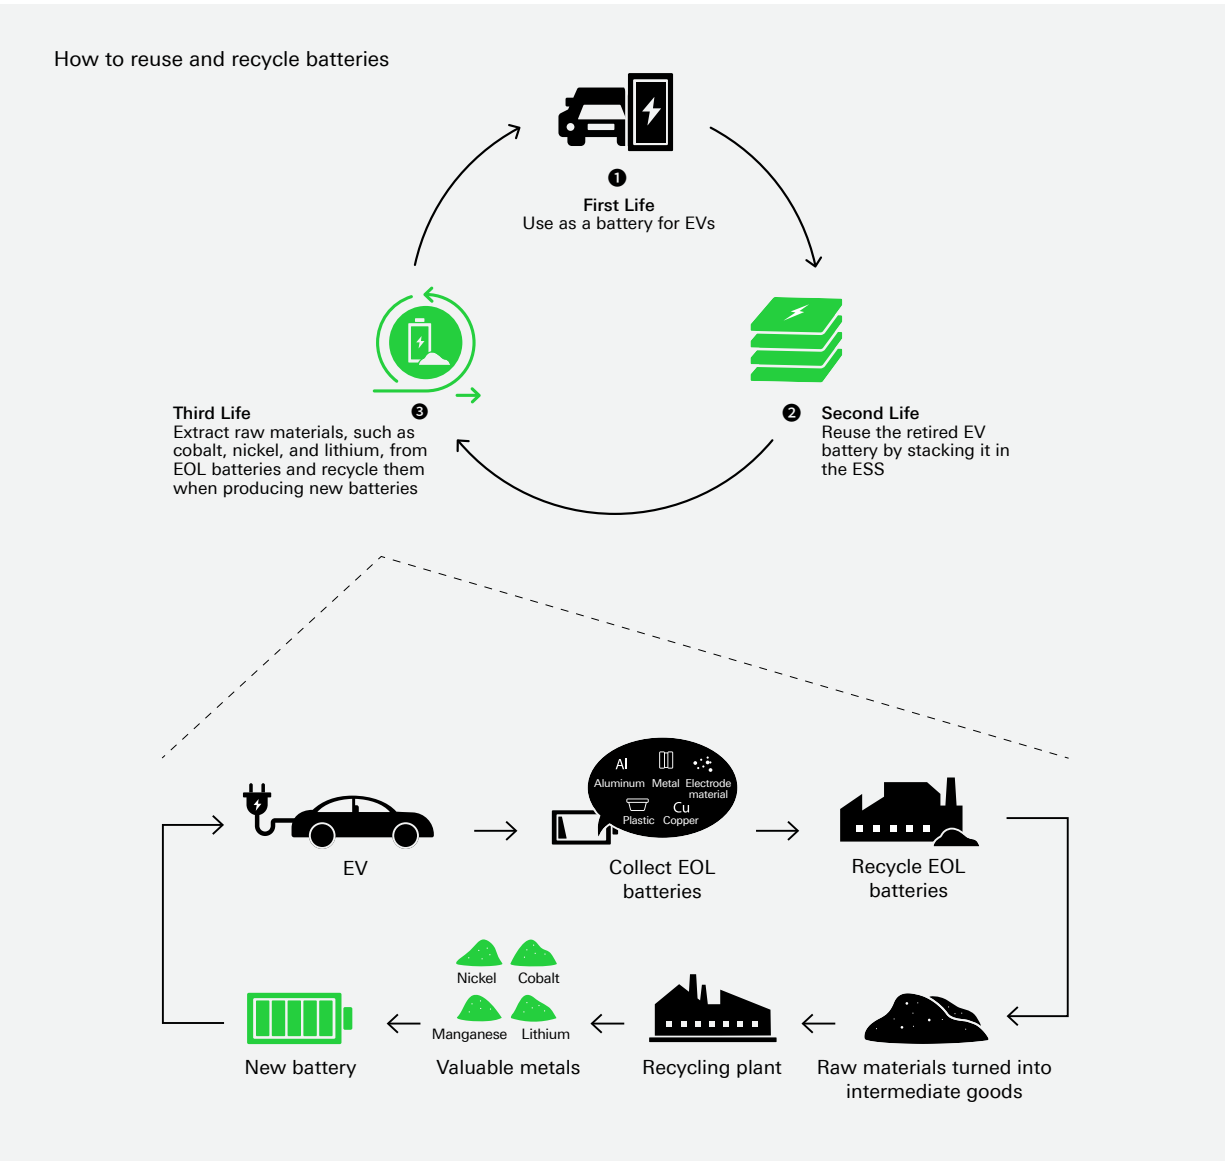 How to reuse and recycle batteries
❶
First Life
Use as a battery for EVs
❷
Second Life
Reuse the retired EV
battery by stacking it in
the ESS
❸
Third Life
Extract raw materials, such as
cobalt, nickel, and lithium, from
EOL batteries and recycle them
when producing new batteries
EV
Al
Aluminum
Metal
Electrode
material
Plastic
Cu
Copper
Collect EOL
batteries
Recycle EOL
batteries
Raw materials turned into
intermediate goods
Recycling plant
Nickel
Cobalt
Manganese
Lithium
Valuable metals
New battery